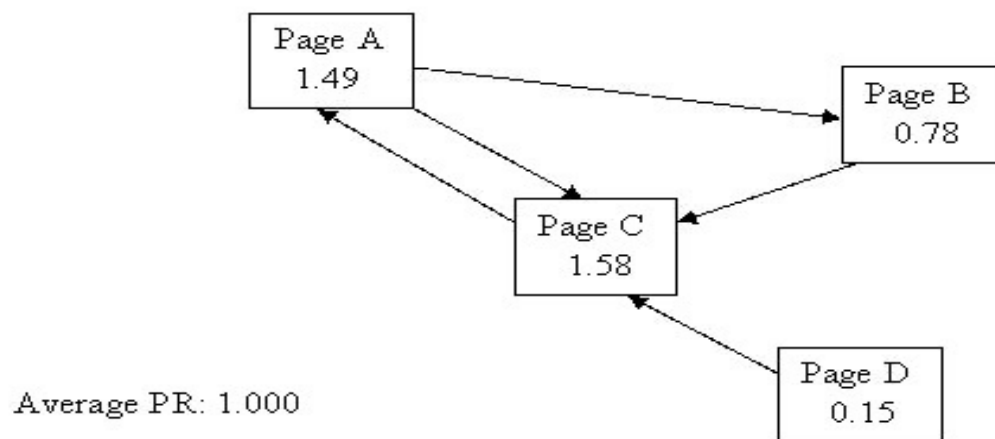 Page A
1.49
Page B
0.78
Page C
1.58
Page D
0.15
Average PR: 1.000